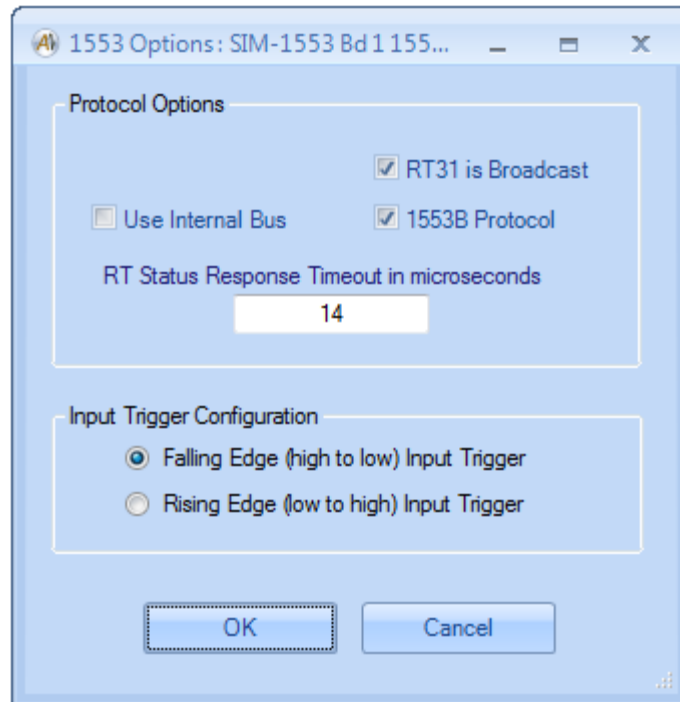 1553 Options: SIM-1553 Bd 1 155...
Protocol Options
RT31 is Broadcast
Use Internal Bus
1553B Protocol
RT Status Response Timeout in microseconds
14
Input Trigger Configuration
Falling Edge (high to low) Input Trigger
Rising Edge (low to high) Input Trigger
OK
Cancel